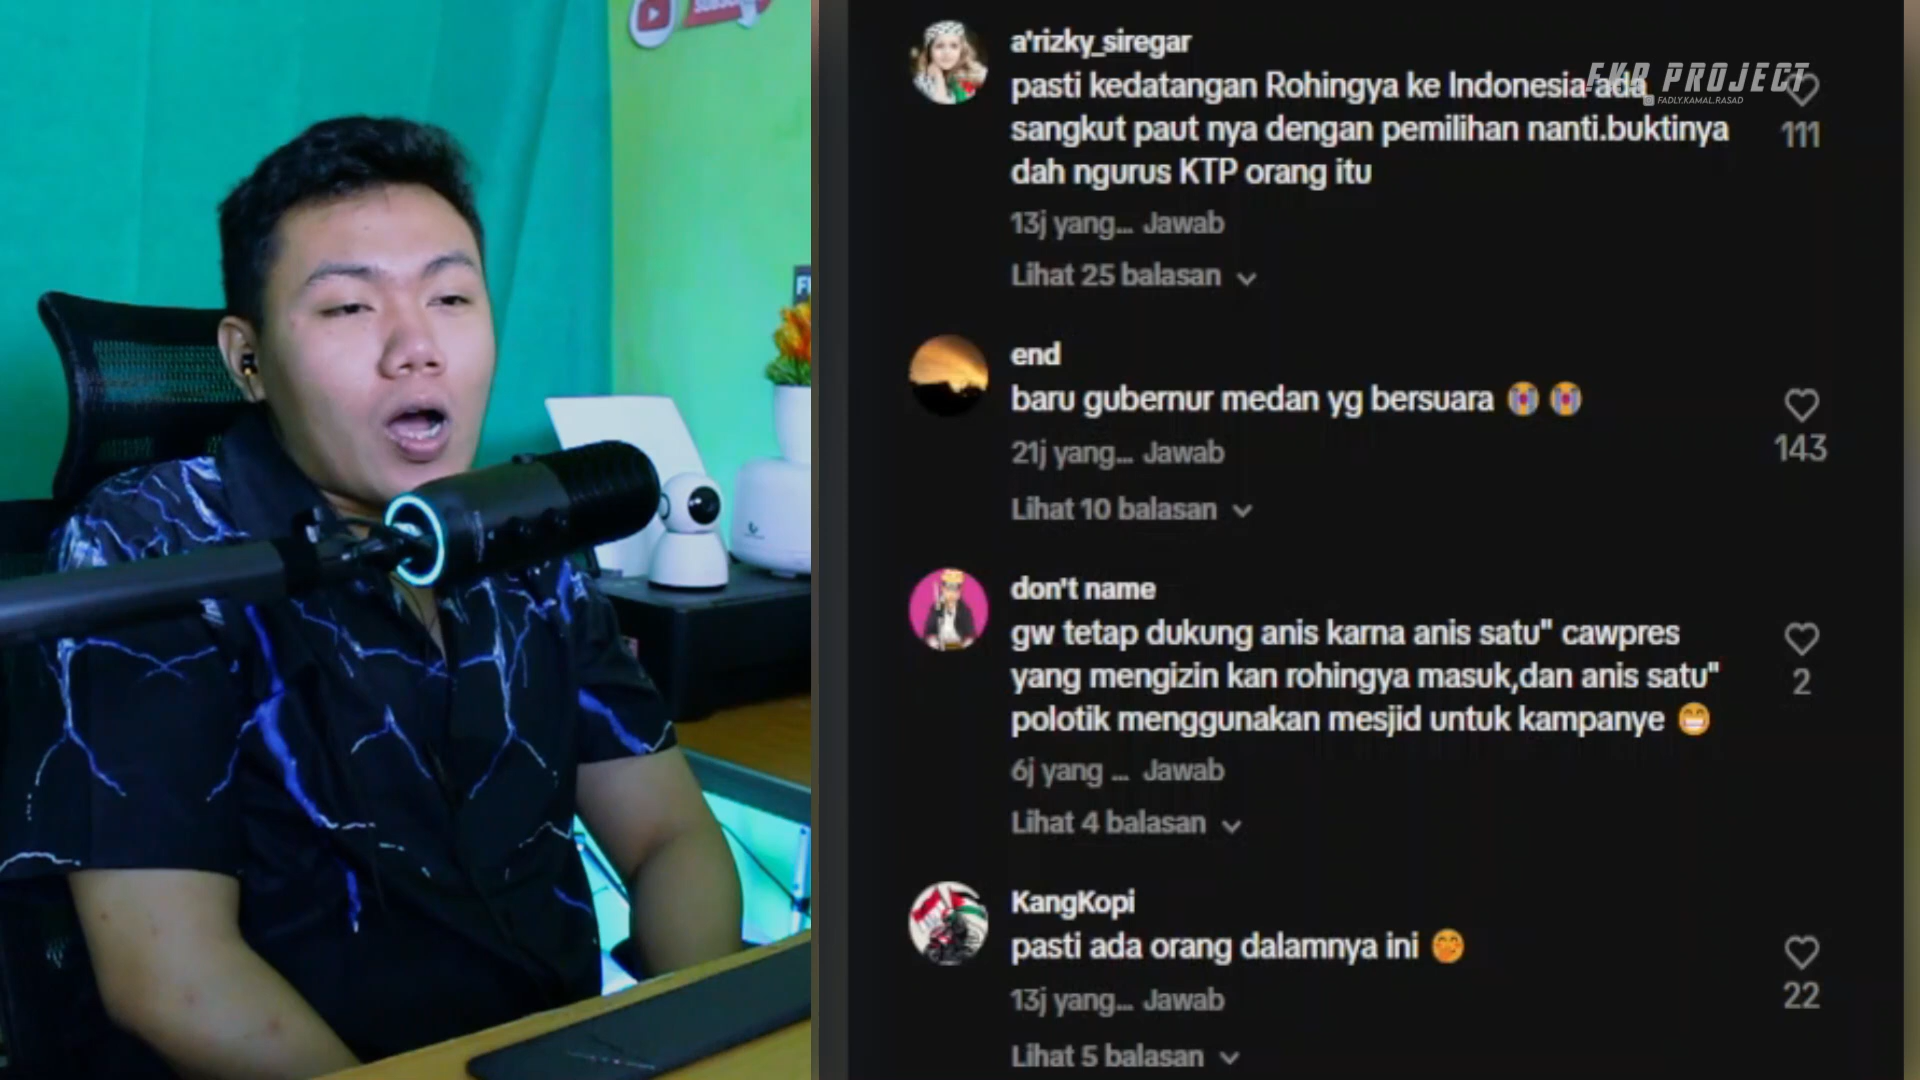 SUBSCRIBE
FKR PROJECT
FADLY.KAMAL.RASAD
a'rizky_siregar
pasti kedatangan Rohingya ke Indonesia ada
sangkut paut nya dengan pemilihan nanti.buktinya
dah ngurus KTP orang itu
111
13j yang... Jawab
Lihat 25 balasan
end
baru gubernur medan yg bersuara 😭 😭
143
21j yang... Jawab
Lihat 10 balasan
don't name
gw tetap dukung anis karna anis satu" cawpres
yang mengizin kan rohingya masuk,dan anis satu"
polotik menggunakan mesjid untuk kampanye 😁
2
6j yang ... Jawab
Lihat 4 balasan
KangKopi
pasti ada orang dalamnya ini 🤭
22
13j yang... Jawab
Lihat 5 balasan